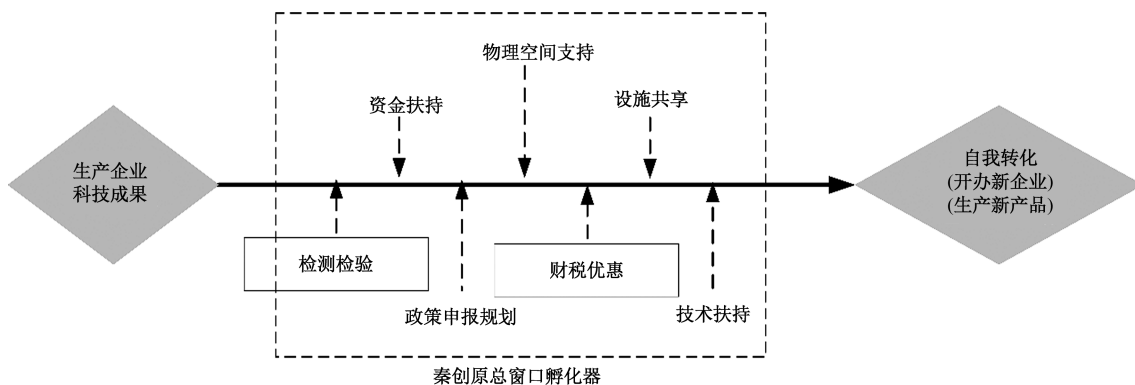 物理空间支持
资金扶持
设施共享
生产企业
科技成果
自我转化
(开办新企业)
(生产新产品)
检测检验
财税优惠
政策申报规划
技术扶持
秦创原总窗口孵化器